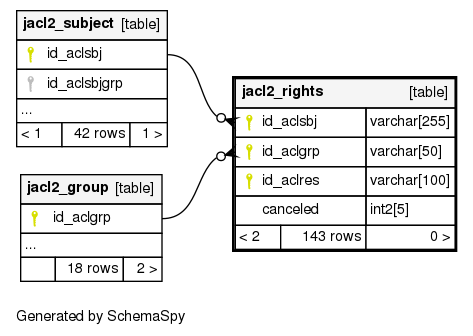 jacl2_subject [table]
id_aclsbj
id_aclsbjgrp
...
< 1 42 rows 1 >
jacl2_rights [table]
id_aclsbj varchar[255]
id_aclgrp varchar[50]
id_aclres varchar[100]
canceled int2[5]
< 2 143 rows 0 >
jacl2_group [table]
id_aclgrp
...
18 rows 2 >
Generated by SchemaSpy